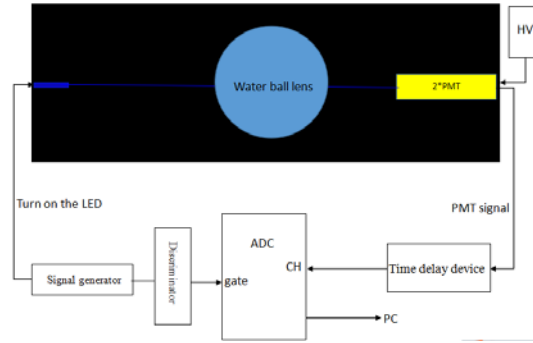 HV
Water ball lens
2"PMT
Turn on the LED
PMT signal
Signal generator
Discriminator
ADC
gate
CH
Time delay device
PC